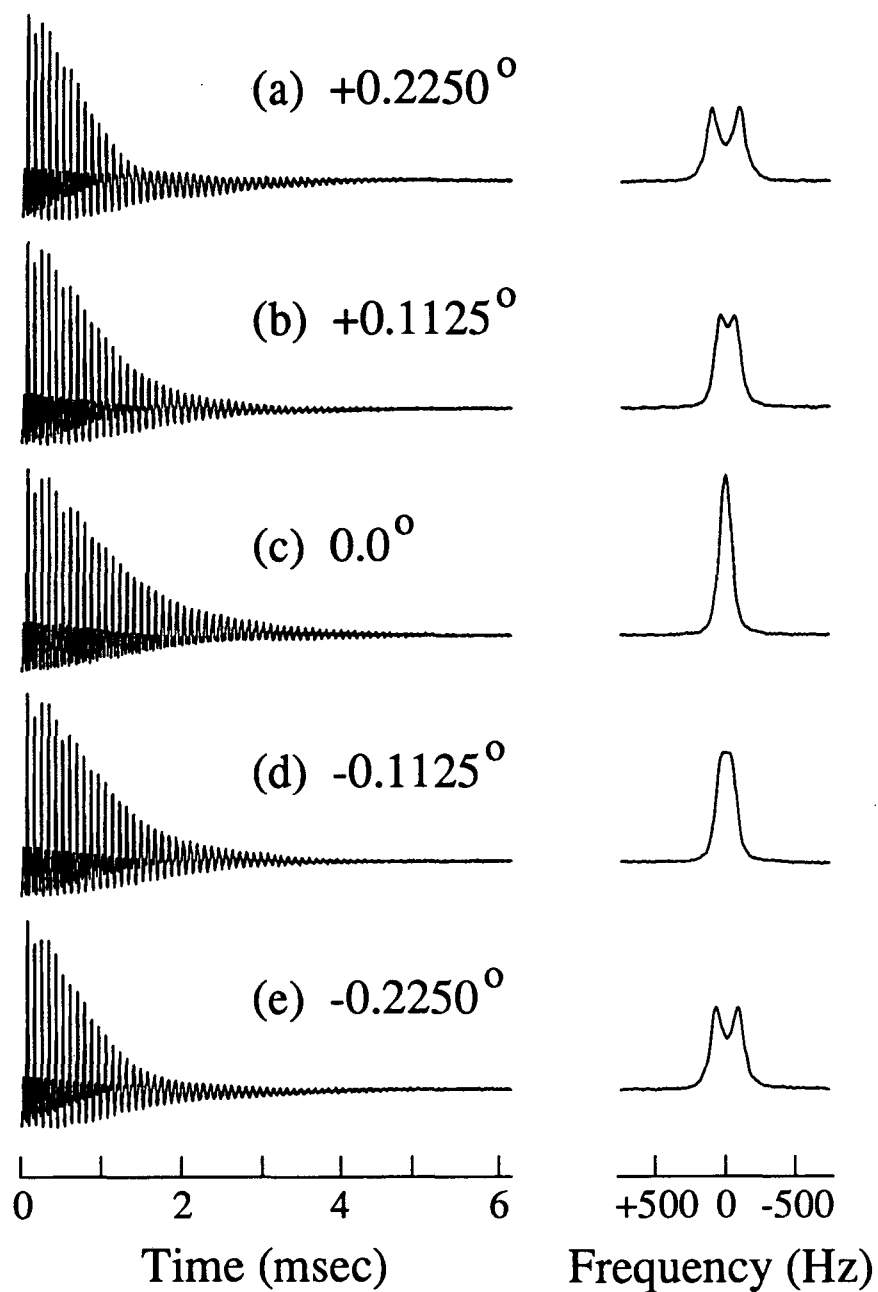 (a) +0.2250°
(b) +0.1125°
(c) 0.0°
(d) -0.1125°
(e) -0.2250°
0 2 4 6 +500 0 -500
Time (msec) Frequency (Hz)